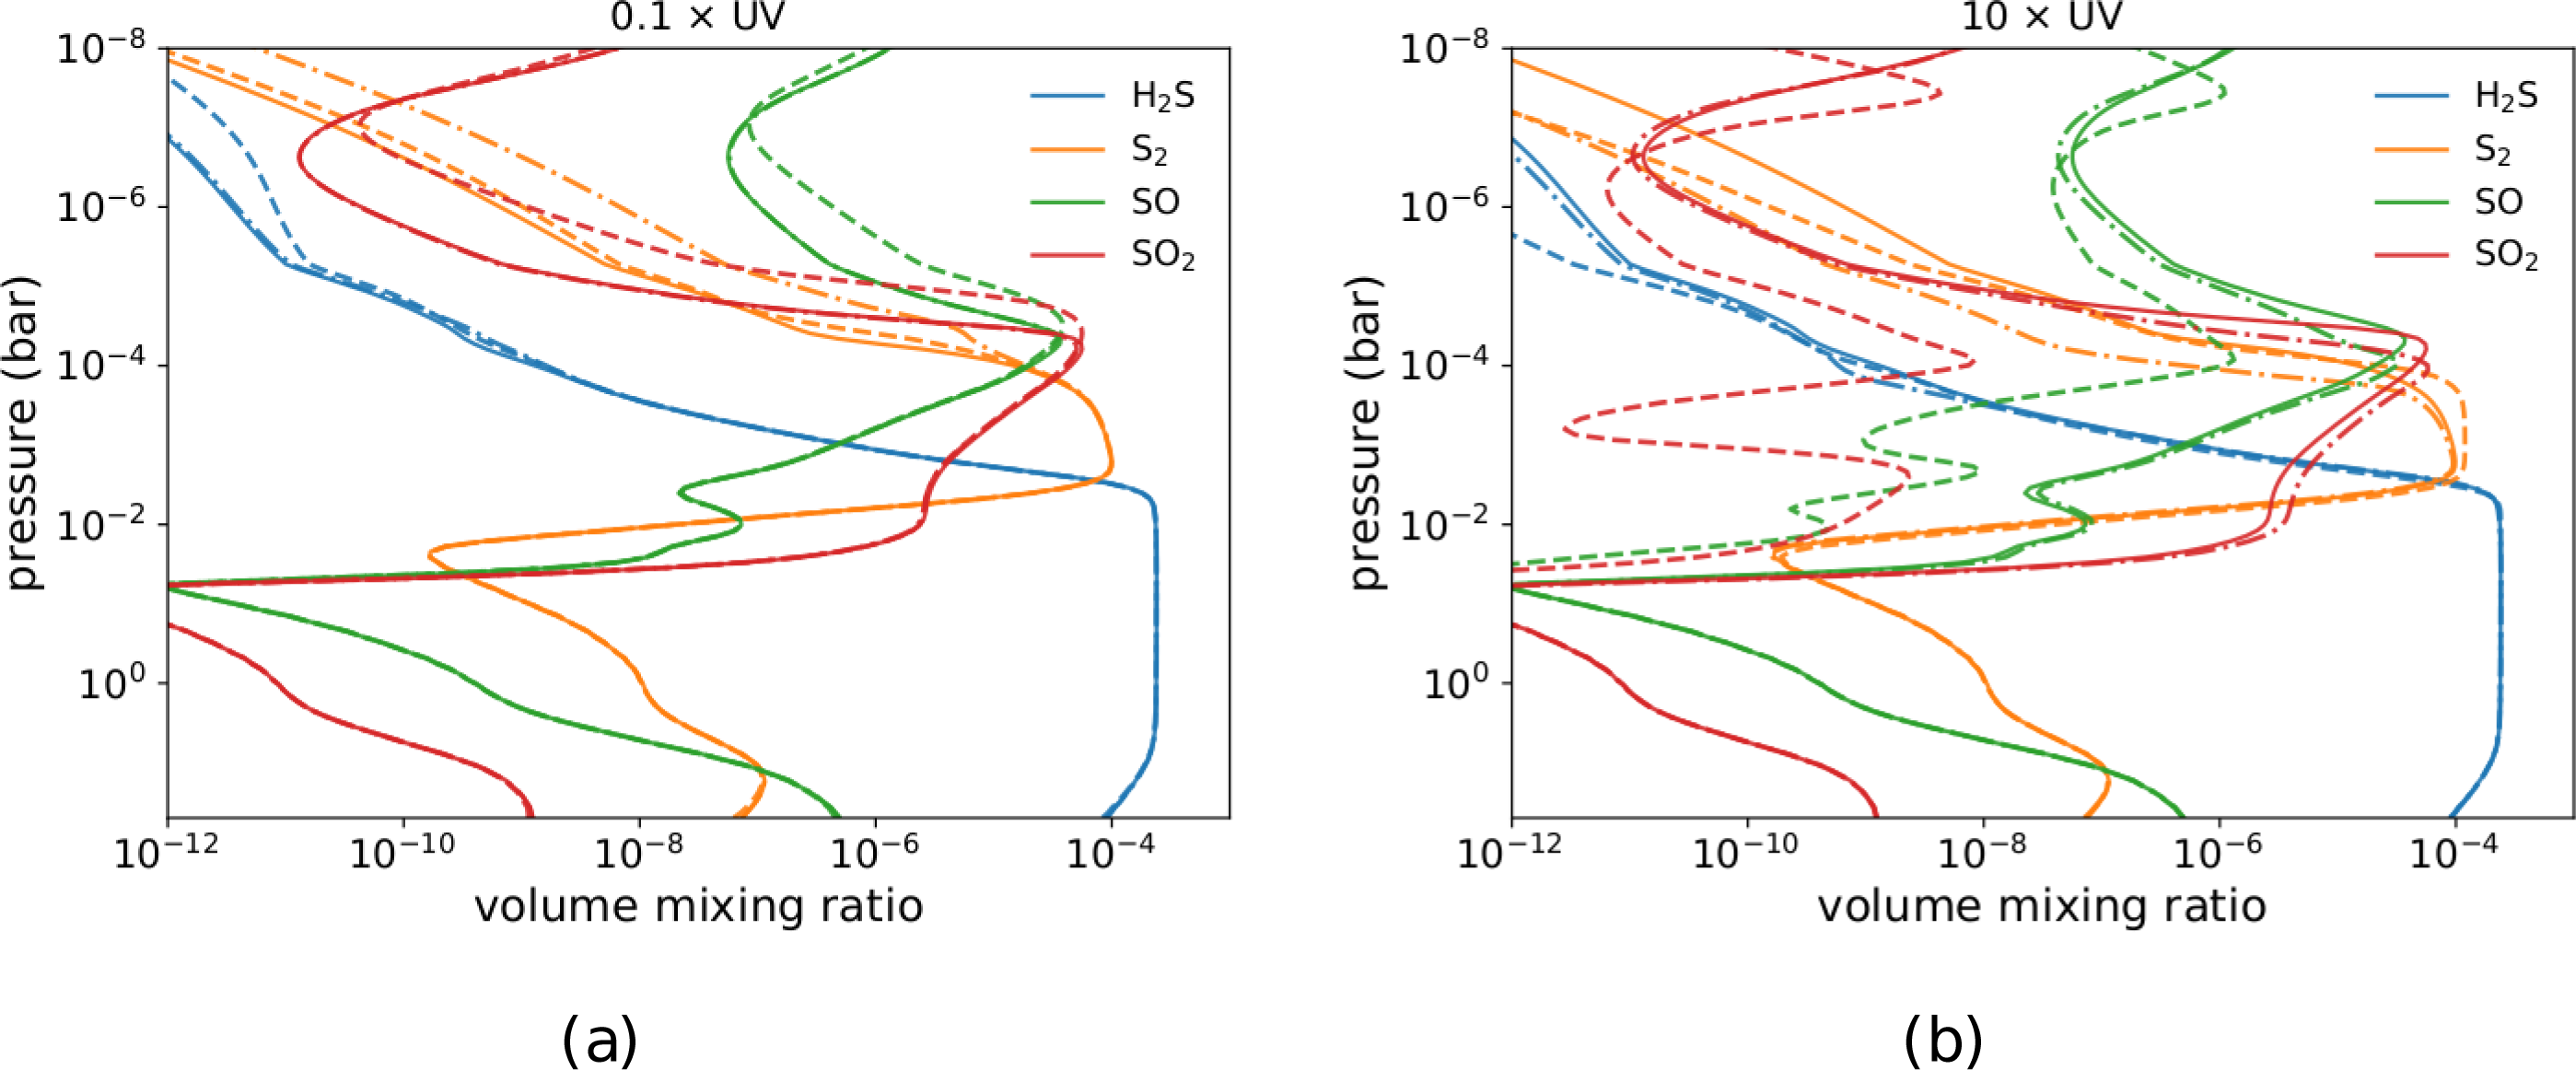 0.1 × UV
10⁻⁸
10⁻⁶
10⁻⁴
10⁻²
10⁰
pressure (bar)
H₂S
S₂
SO
SO₂
10⁻¹²
10⁻¹⁰
10⁻⁸
10⁻⁶
10⁻⁴
volume mixing ratio
(a)
10 × UV
10⁻⁸
10⁻⁶
10⁻⁴
10⁻²
10⁰
pressure (bar)
H₂S
S₂
SO
SO₂
10⁻¹²
10⁻¹⁰
10⁻⁸
10⁻⁶
10⁻⁴
volume mixing ratio
(b)